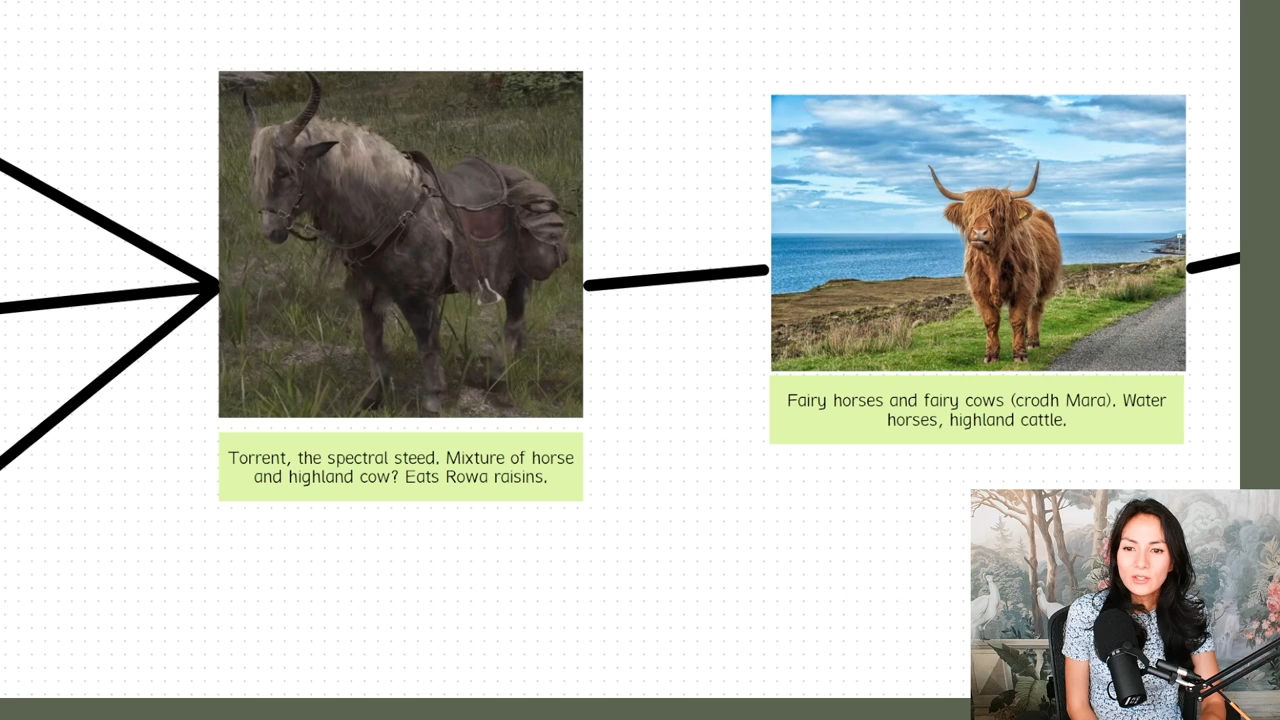 Torrent, the spectral steed. Mixture of horse
and highland cow? Eats Rowa raisins.
Fairy horses and fairy cows (crodh Mara). Water
horses, highland cattle.